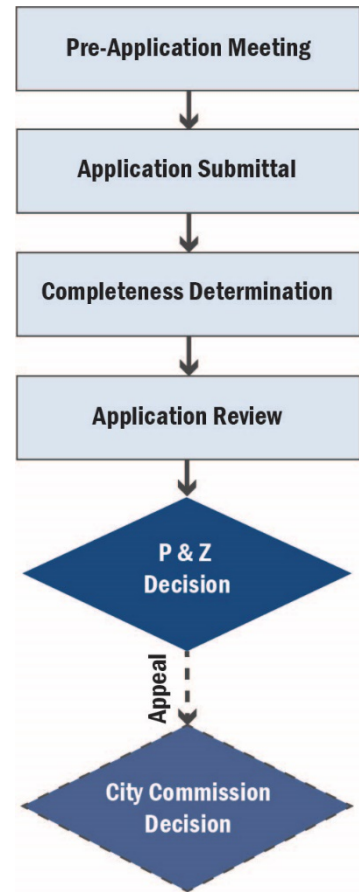 Pre-Application Meeting
Application Submittal
Completeness Determination
Application Review
P & Z
Decision
Appeal
City Commission
Decision